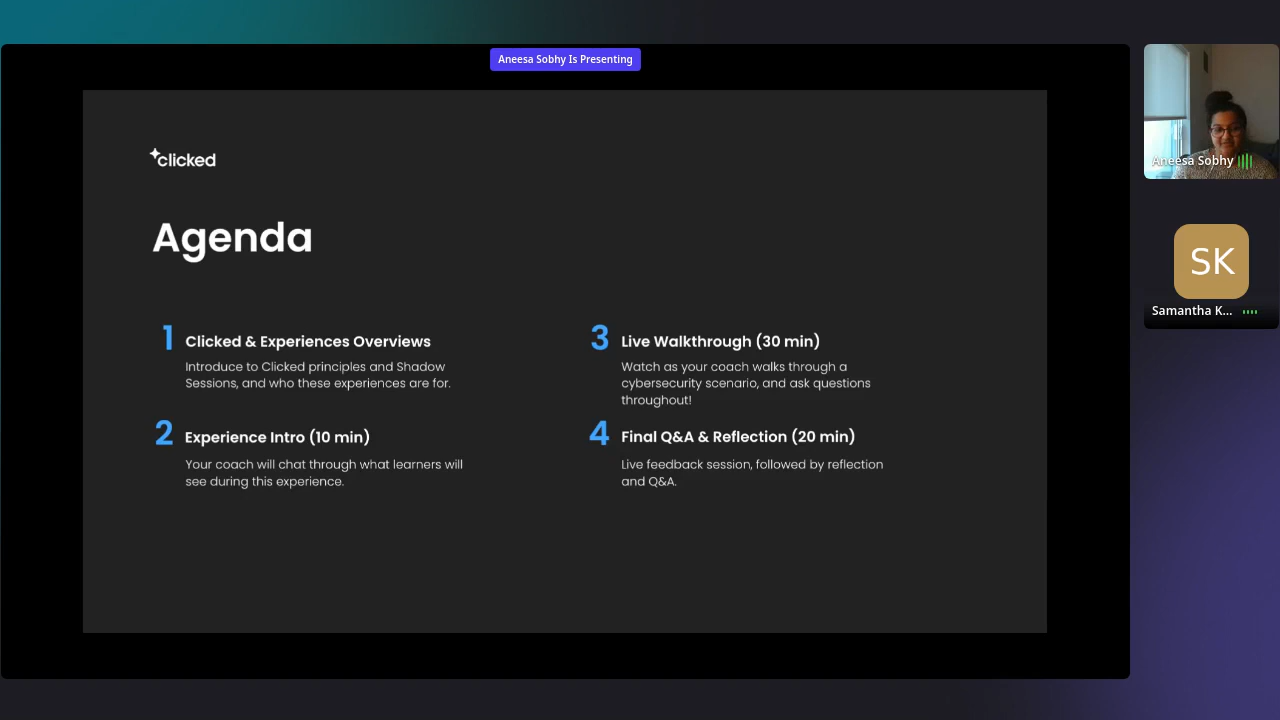 Aneesa Sobhy Is Presenting
clicked
Agenda
1 Clicked & Experiences Overviews
Introduce to Clicked principles and Shadow
Sessions, and who these experiences are for.
2 Experience Intro (10 min)
Your coach will chat through what learners will
see during this experience.
3 Live Walkthrough (30 min)
Watch as your coach walks through a
cybersecurity scenario, and ask questions
throughout!
4 Final Q&A & Reflection (20 min)
Live feedback session, followed by reflection
and Q&A.
Aneesa Sobhy
SK
Samantha K...